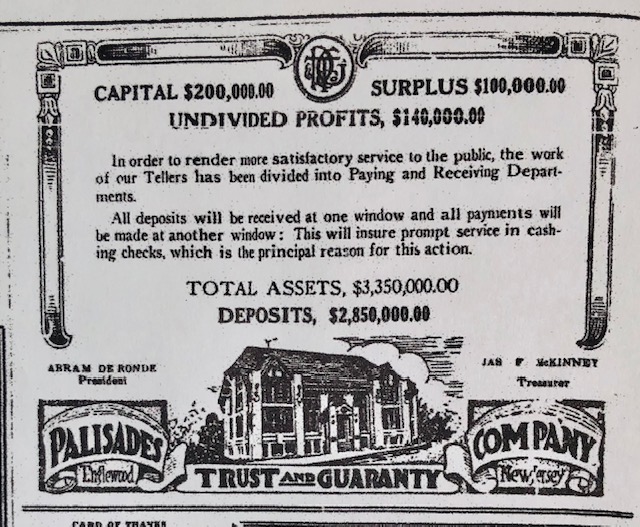 CAPITAL $200,000.00
SURPLUS $100,000.00
UNDIVIDED PROFITS, $140,000.00
In order to render more satisfactory service to the public, the work
of our Tellers has been divided into Paying and Receiving Depart-
ments.
All deposits will be received at one window and all payments will
be made at another window: This will insure prompt service in cash-
ing checks, which is the principal reason for this action.
TOTAL ASSETS, $3,350,000.00
DEPOSITS, $2,850,000.00
ABRAM DE RONDE
President
JAS F McKINNEY
Treasurer
PALISADES
Englewood
TRUST AND GUARANTY
COMPANY
New Jersey
CARD OF THANKS